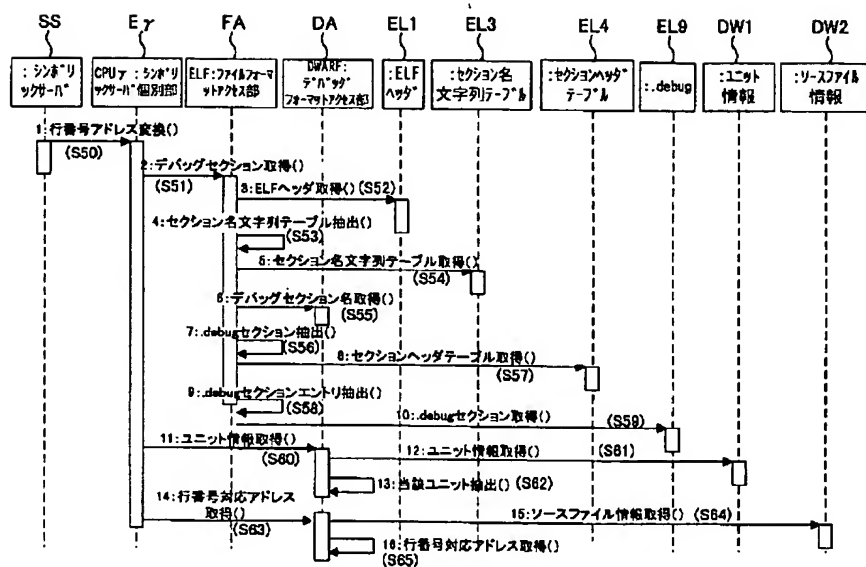 SS Eγ FA DA EL1 EL3 EL4 EL9 DW1 DW2
:シンボリ
ックサーバ
CPUγ:シンボリ
ックサーバ
個別部
ELF:ファイルフォーマ
ットアクセス部
DWARF:
デバッグ
フォーマットアクセス部
:ELF
ヘッダ
:セクション名
文字列テーブル
:セクションヘッダ
テーブル
:.debug
:ユニット
情報
:ソースファイル
情報
1:行番号アドレス変換()
(S50)
2:デバッグセクション取得()
(S51)
3:ELFヘッダ取得()(S52)
4:セクション名文字列テーブル抽出()
(S53)
5:セクション名文字列テーブル取得()
(S54)
6:デバッグセクション名取得()
(S55)
7:.debugセクション抽出()
(S56)
8:セクションヘッダテーブル取得()
(S57)
9:.debugセクションエントリ抽出()
(S58)
10:.debugセクション取得()
(S59)
11:ユニット情報取得()
(S60)
12:ユニット情報取得()
(S61)
13:当該ユニット抽出()(S62)
14:行番号対応アドレス
取得()
(S63)
15:ソースファイル情報取得()(S64)
16:行番号対応アドレス取得()
(S65)